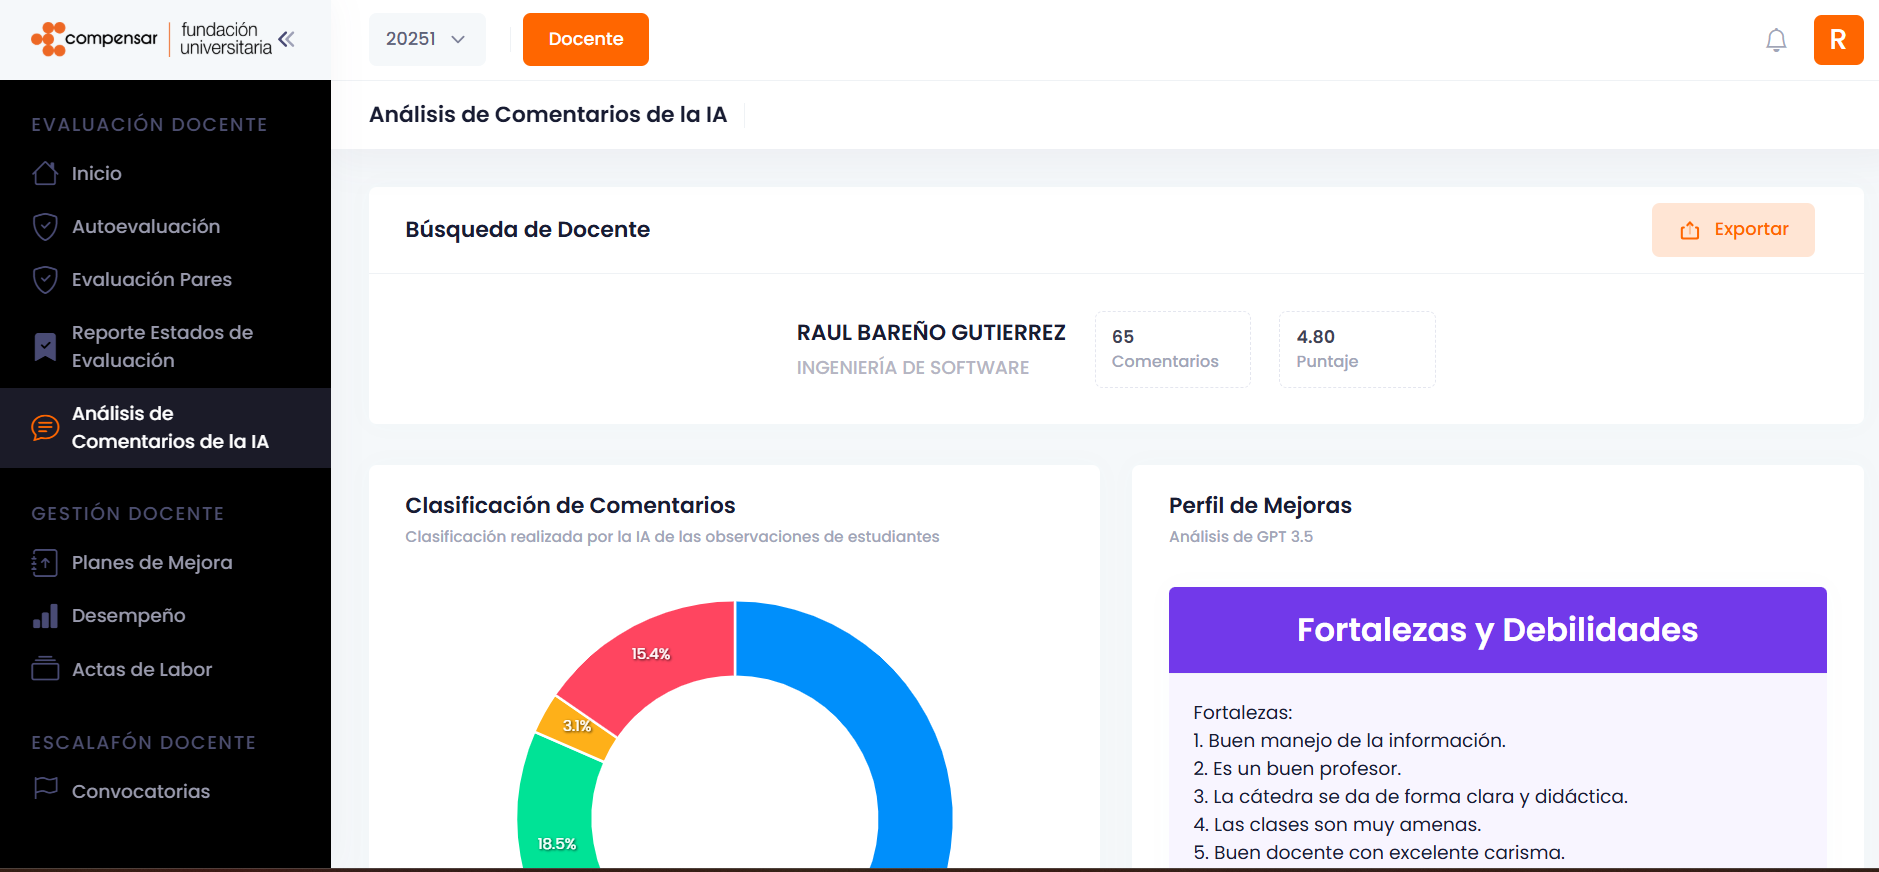 compensar
fundación
universitaria
20251
Docente
R
EVALUACIÓN DOCENTE
Inicio
Autoevaluación
Evaluación Pares
Reporte Estados de
Evaluación
Análisis de
Comentarios de la IA
GESTIÓN DOCENTE
Planes de Mejora
Desempeño
Actas de Labor
ESCALAFÓN DOCENTE
Convocatorias
Análisis de Comentarios de la IA
Búsqueda de Docente
Exportar
RAUL BAREÑO GUTIERREZ
INGENIERÍA DE SOFTWARE
65
Comentarios
4.80
Puntaje
Clasificación de Comentarios
Clasificación realizada por la IA de las observaciones de estudiantes
15.4%
3.1%
18.5%
Perfil de Mejoras
Análisis de GPT 3.5
Fortalezas y Debilidades
Fortalezas:
1. Buen manejo de la información.
2. Es un buen profesor.
3. La cátedra se da de forma clara y didáctica.
4. Las clases son muy amenas.
5. Buen docente con excelente carisma.